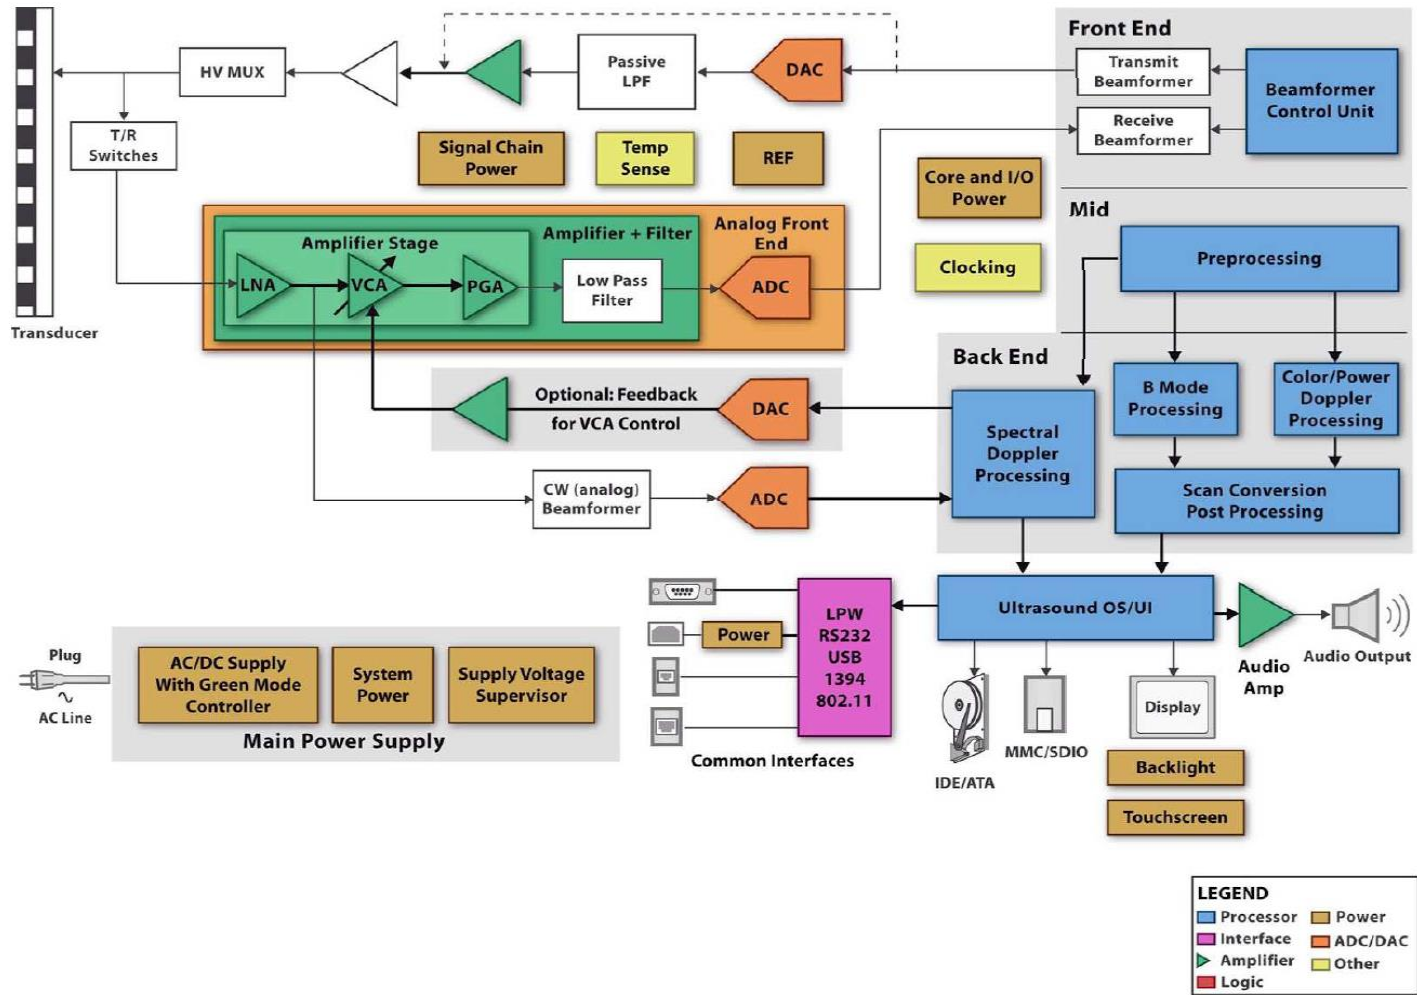 Front End
HV MUX
Passive
LPF
DAC
Transmit
Beamformer
Beamformer
Control Unit
Receive
Beamformer
T/R
Switches
Signal Chain
Power
Temp
Sense
REF
Core and I/O
Power
Mid
Analog Front
End
Amplifier + Filter
Amplifier Stage
Clocking
Preprocessing
LNA
VCA
PGA
Low Pass
Filter
ADC
Transducer
Back End
B Mode
Processing
Color/Power
Doppler
Processing
Optional: Feedback
for VCA Control
DAC
Spectral
Doppler
Processing
CW (analog)
Beamformer
ADC
Scan Conversion
Post Processing
Ultrasound OS/UI
LPW
RS232
USB
1394
802.11
Power
Common Interfaces
Audio
Amp
Audio Output
Plug
AC Line
AC/DC Supply
With Green Mode
Controller
System
Power
Supply Voltage
Supervisor
Main Power Supply
IDE/ATA
MMC/SDIO
Display
Backlight
Touchscreen
LEGEND
Processor
Power
Interface
ADC/DAC
Amplifier
Other
Logic